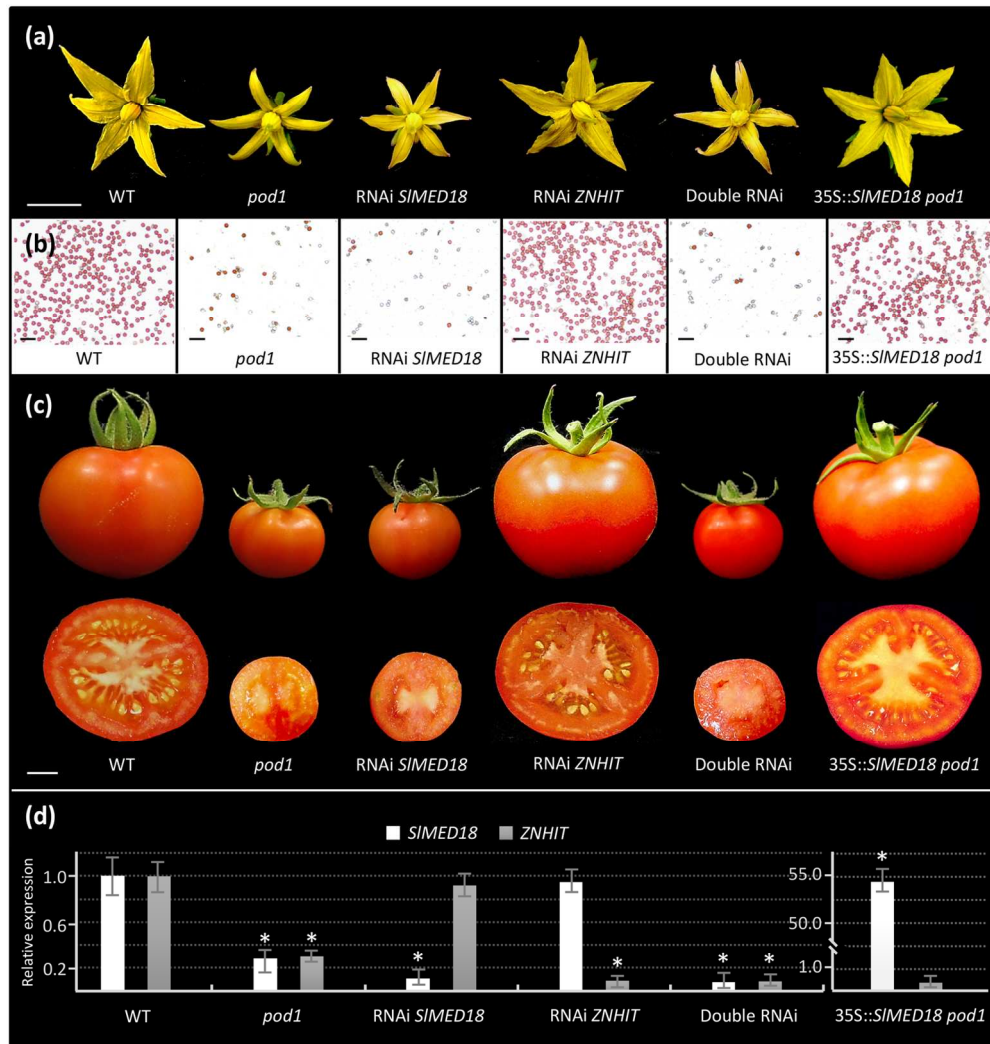 (a)
WT pod1 RNAi SlMED18 RNAi ZNHIT Double RNAi 35S::SlMED18 pod1
(b)
WT pod1 RNAi SlMED18 RNAi ZNHIT Double RNAi 35S::SlMED18 pod1
(c)
WT pod1 RNAi SlMED18 RNAi ZNHIT Double RNAi 35S::SlMED18 pod1
(d)
SlMED18 ZNHIT
Relative expression
1.0
0.6
0.2
* * * * * * *
55.0
50.0
1.0
WT pod1 RNAi SlMED18 RNAi ZNHIT Double RNAi 35S::SlMED18 pod1